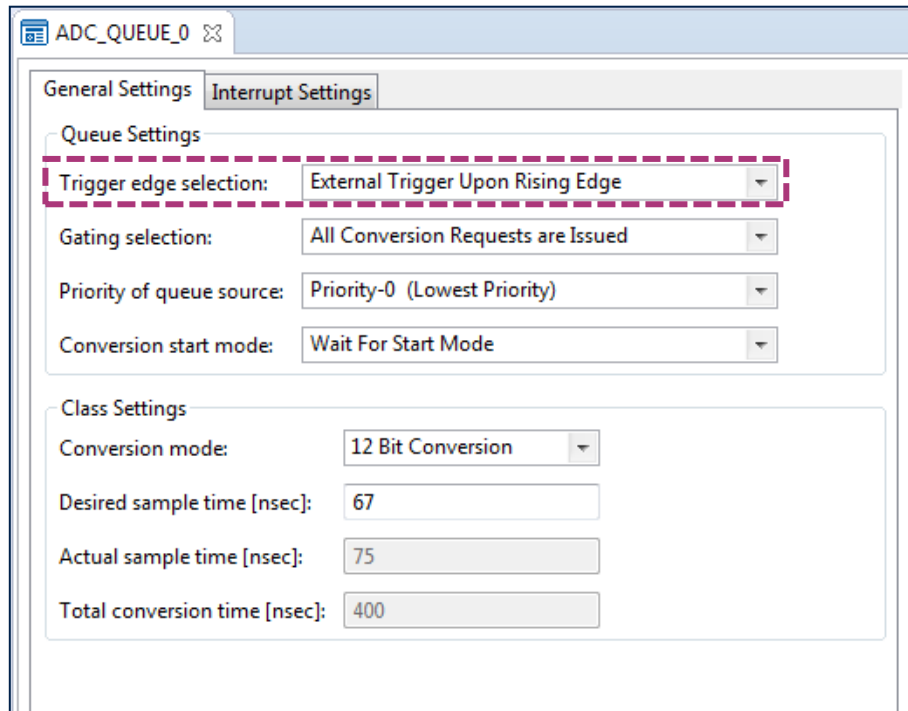 ADC_QUEUE_0
General Settings Interrupt Settings
Queue Settings
Trigger edge selection: External Trigger Upon Rising Edge
Gating selection: All Conversion Requests are Issued
Priority of queue source: Priority-0 (Lowest Priority)
Conversion start mode: Wait For Start Mode
Class Settings
Conversion mode: 12 Bit Conversion
Desired sample time [nsec]: 67
Actual sample time [nsec]: 75
Total conversion time [nsec]: 400